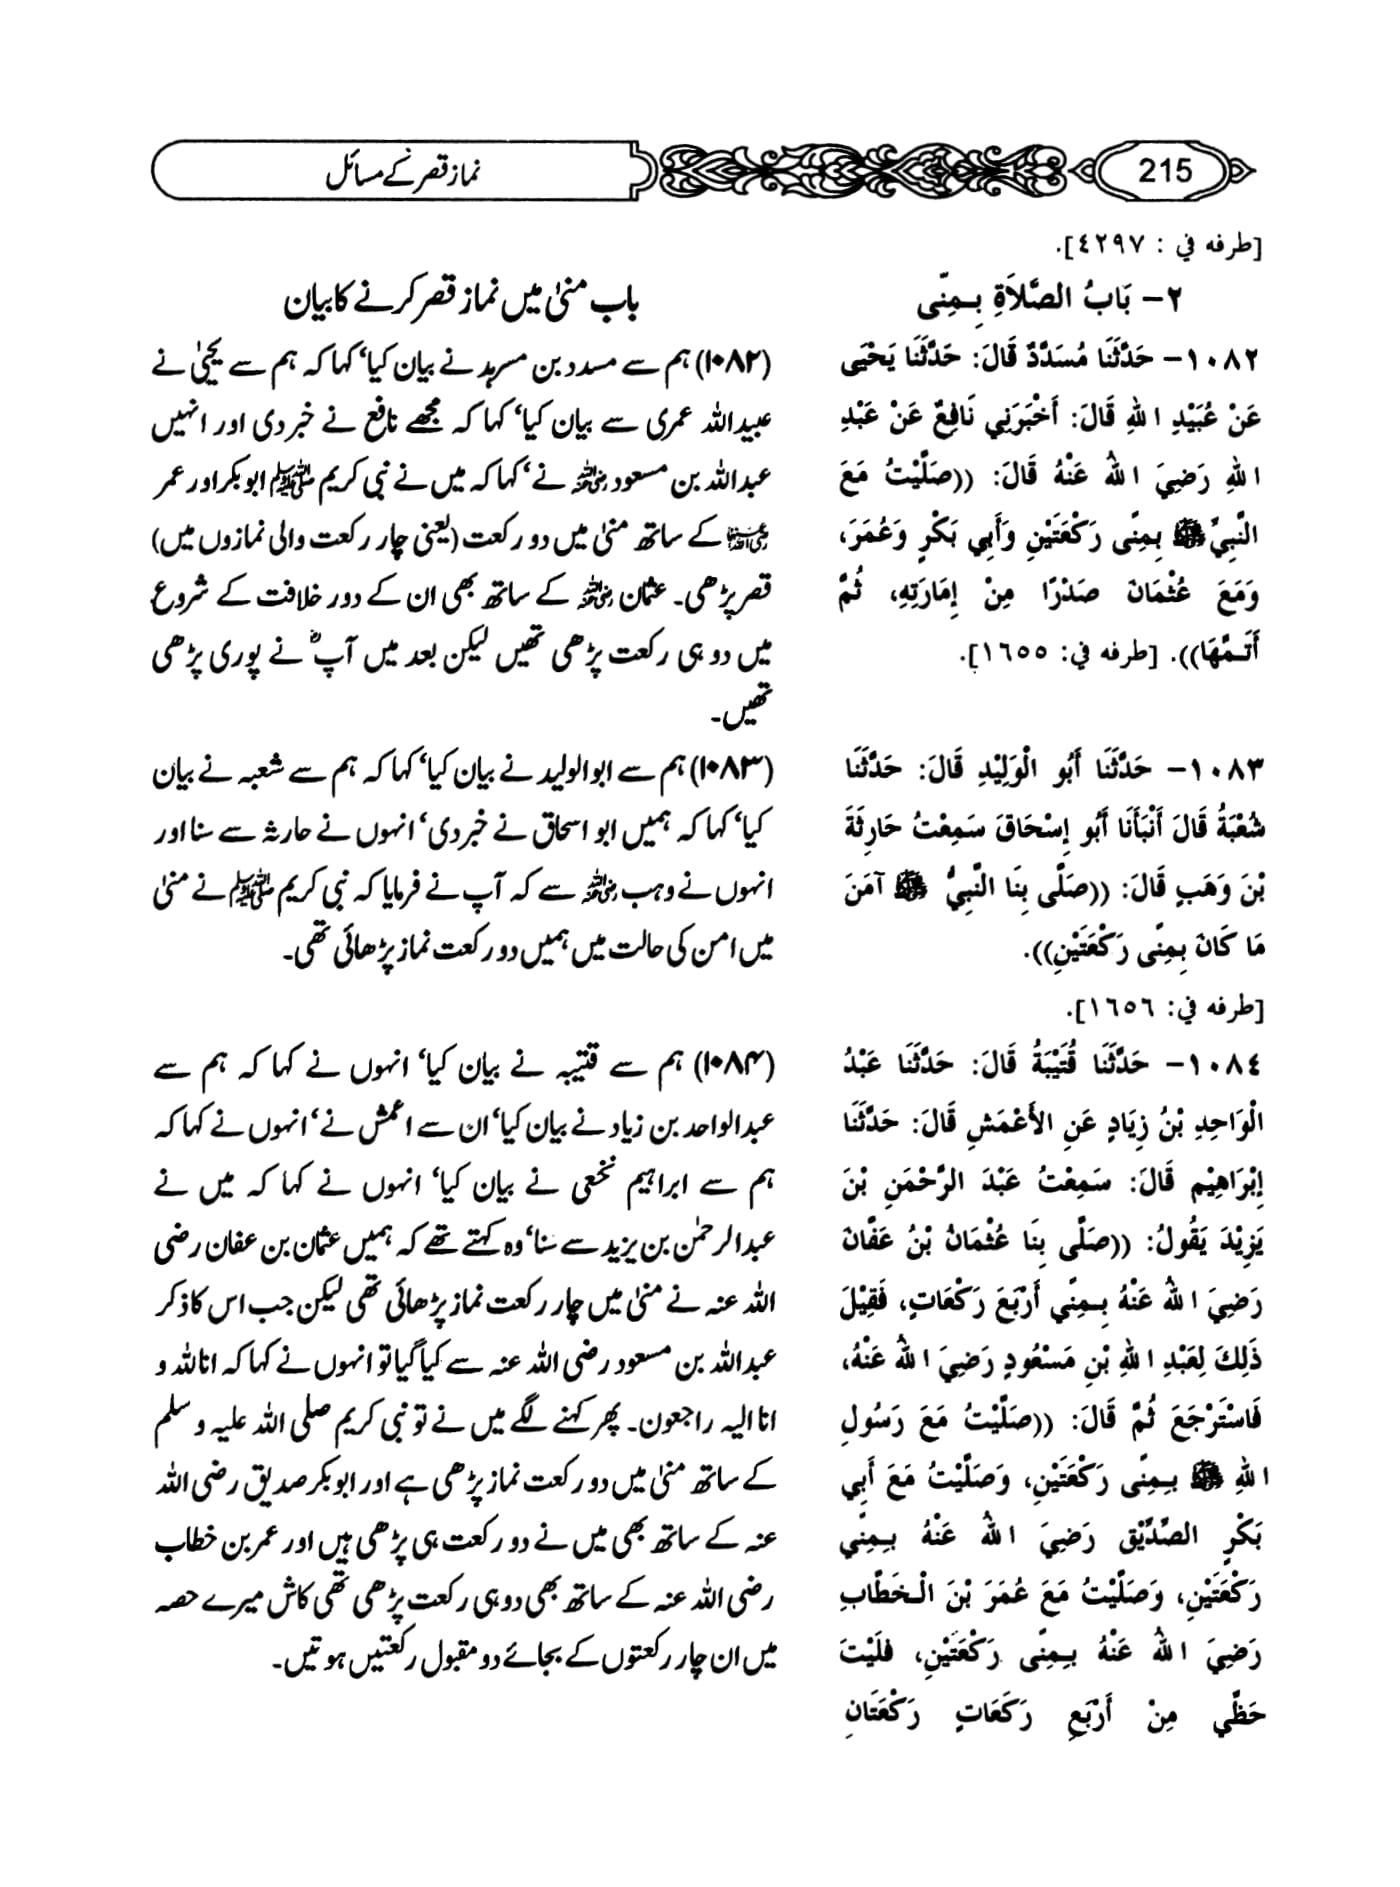 215
نماز قصر کے مسائل
[طرفه في : ٤٢٩٧].
٢- بَابُ الصَّلاَةِ بِـمِنًى
١٠٨٢- حَدَّثَنَا مُسَدَّدٌ قَالَ: حَدَّثَنَا يَحْيَى
عَنْ عُبَيْدِ اللهِ قَالَ: أَخْبَرَنِي نَافِعٌ عَنْ عَبْدِ
اللهِ رَضِيَ اللهُ عَنْهُ قَالَ: ((صَلَّيْتُ مَعَ
النَّبِيِّ ﷺ بِمِنًى رَكْعَتَيْنِ وَأَبِي بَكْرٍ وَعُمَرَ،
وَمَعَ عُثْمَانَ صَدْرًا مِنْ إِمَارَتِهِ، ثُمَّ
أَتَـمَّهَا)). [طرفه في: ١٦٥٥].
١٠٨٣- حَدَّثَنَا أَبُو الْوَلِيْدِ قَالَ: حَدَّثَنَا
شُعْبَةُ قَالَ أَنْبَأَنَا أَبُو إِسْحَاقَ سَمِعْتُ حَارِثَةَ
بْنَ وَهَبٍ قَالَ: ((صَلَّى بِنَا النَّبِيُّ ﷺ آمَنَ
مَا كَانَ بِمِنًى رَكْعَتَيْنِ)).
[طرفه في: ١٦٥٦].
١٠٨٤- حَدَّثَنَا قُتَيْبَةُ قَالَ: حَدَّثَنَا عَبْدُ
الْوَاحِدِ بْنُ زِيَادٍ عَنِ الأَعْمَشِ قَالَ: حَدَّثَنَا
إِبْرَاهِيْم قَالَ: سَمِعْتُ عَبْدَ الرَّحْمَنِ بْنَ
يَزِيْدَ يَقُولُ: ((صَلَّى بِنَا عُثْمَانُ بْنُ عَفَّانَ
رَضِيَ اللهُ عَنْهُ بِـمِنًى أَرْبَعَ رَكْعَاتٍ، فَقِيْلَ
ذَلِكَ لِعَبْدِ اللهِ بْنِ مَسْعُودٍ رَضِيَ اللهُ عَنْهُ،
فَاسْتَرْجَعَ ثُمَّ قَالَ: ((صَلَّيْتُ مَعَ رَسُولِ
اللهِ ﷺ بِـمِنًى رَكْعَتَيْنِ، وَصَلَّيْتُ مَعَ أَبِي
بَكْرٍ الصِّدِّيْق رَضِيَ اللهُ عَنْهُ بِـمِنًى
رَكْعَتَيْنِ، وَصَلَّيْتُ مَعَ عُمَرَ بْنَ الْـخَطَّابِ
رَضِيَ اللهُ عَنْهُ بِـمِنًى رَكْعَتَيْنِ، فَلَيْتَ
حَظَّي مِنْ أَرْبَعِ رَكَعَاتٍ رَكْعَتَانِ
باب منیٰ میں نماز قصر کرنے کا بیان
(۱۰۸۲) ہم سے مسدد بن مسرہد نے بیان کیا‘ کہا کہ ہم سے یحییٰ نے
عبیداللہ عمری سے بیان کیا‘ کہا کہ مجھے نافع نے خبر دی اور انہیں
عبداللہ بن مسعود رضی اللہ عنہ نے‘ کہا کہ میں نے نبی کریم ﷺ ابوبکر اور عمر
رضی اللہ عنہما کے ساتھ منیٰ میں دو رکعت (یعنی چار رکعت والی نمازوں میں)
قصر پڑھی۔ عثمان رضی اللہ عنہ کے ساتھ بھی ان کے دور خلافت کے شروع
میں دو ہی رکعت پڑھی تھیں لیکن بعد میں آپؓ نے پوری پڑھی
تھیں۔
(۱۰۸۳) ہم سے ابوالولید نے بیان کیا‘ کہا کہ ہم سے شعبہ نے بیان
کیا‘ کہا کہ ہمیں ابو اسحاق نے خبر دی‘ انہوں نے حارثہ سے سنا اور
انہوں نے وہب رضی اللہ عنہ سے کہ آپ نے فرمایا کہ نبی کریم ﷺ نے منیٰ
میں امن کی حالت میں ہمیں دو رکعت نماز پڑھائی تھی۔
(۱۰۸۴) ہم سے قتیبہ نے بیان کیا‘ انہوں نے کہا کہ ہم سے
عبدالواحد بن زیاد نے بیان کیا‘ ان سے اعمش نے‘ انہوں نے کہا کہ
ہم سے ابراہیم نخعی نے بیان کیا‘ انہوں نے کہا کہ میں نے
عبدالرحمٰن بن یزید سے سنا‘ وہ کہتے تھے کہ ہمیں عثمان بن عفان رضی
اللہ عنہ نے منیٰ میں چار رکعت نماز پڑھائی تھی لیکن جب اس کا ذکر
عبداللہ بن مسعود رضی اللہ عنہ سے کیا گیا تو انہوں نے کہا کہ اناللہ و
انا الیہ راجعون۔ پھر کہنے لگے میں نے تو نبی کریم صلی اللہ علیہ و سلم
کے ساتھ منیٰ میں دو رکعت نماز پڑھی ہے اور ابوبکر صدیق رضی اللہ
عنہ کے ساتھ بھی میں نے دو رکعت ہی پڑھی ہیں اور عمر بن خطاب
رضی اللہ عنہ کے ساتھ بھی دو ہی رکعت پڑھی تھی کاش میرے حصہ
میں ان چار رکعتوں کے بجائے دو مقبول رکعتیں ہوتیں۔